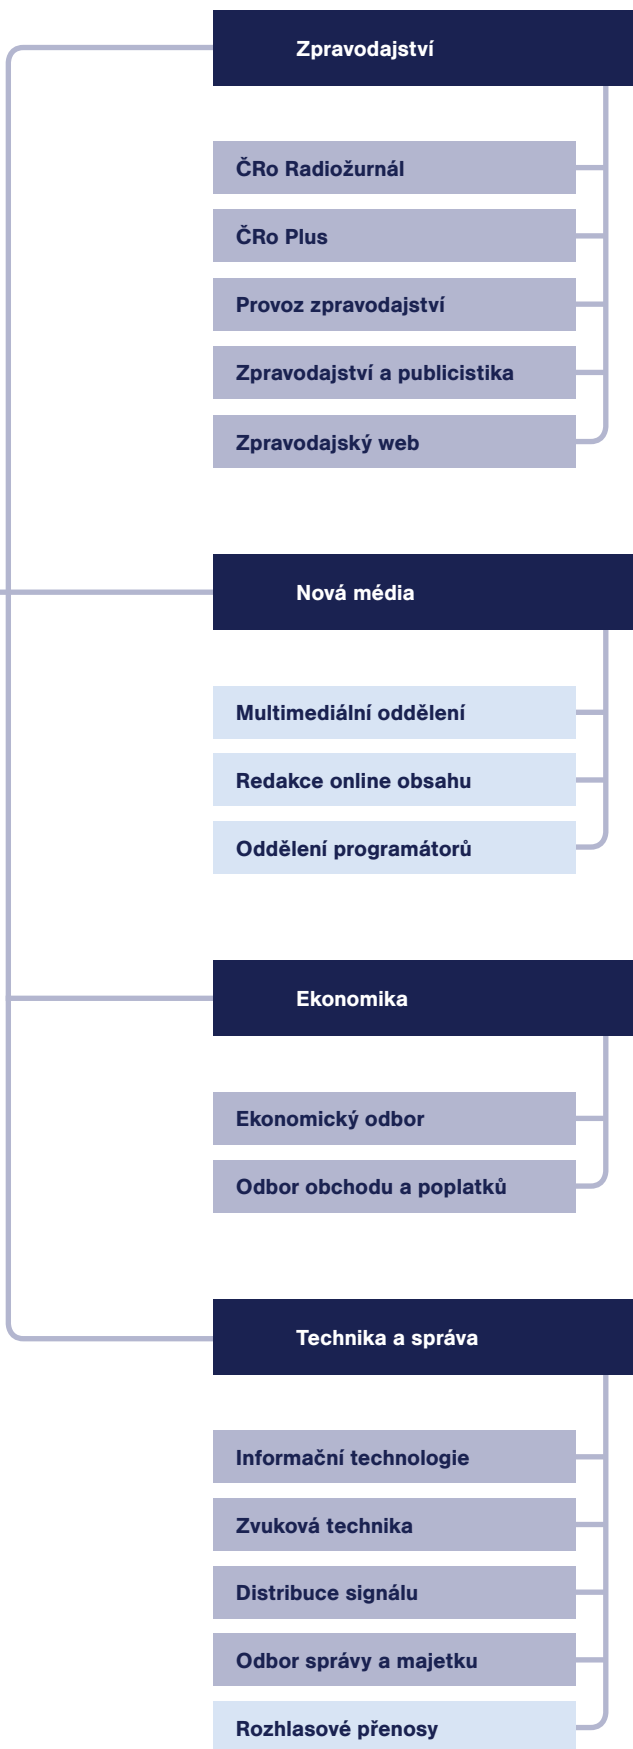 Zpravodajství
ČRo Radiožurnál
ČRo Plus
Provoz zpravodajství
Zpravodajství a publicistika
Zpravodajský web
Nová média
Multimediální oddělení
Redakce online obsahu
Oddělení programátorů
Ekonomika
Ekonomický odbor
Odbor obchodu a poplatků
Technika a správa
Informační technologie
Zvuková technika
Distribuce signálu
Odbor správy a majetku
Rozhlasové přenosy